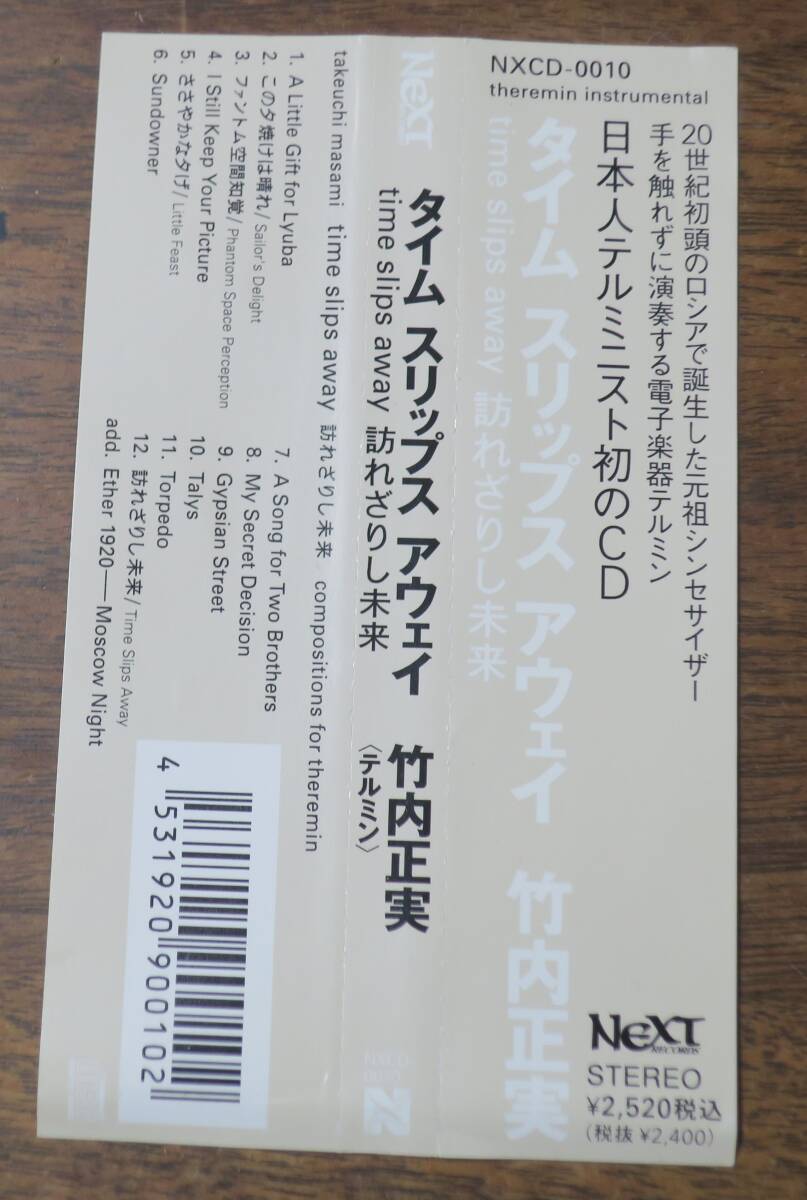 NXCD-0010
theremin instrumental
20世紀初頭のロシアで誕生した元祖シンセサイザー
手を触れずに演奏する電子楽器テルミン
日本人テルミニスト初のCD
タイム スリップス アウェイ 竹内正実
time slips away 訪れざりし未来
NeXT
RECORDS
STEREO
¥2,520税込
(税抜 ¥2,400)
NeXT
タイム スリップス アウェイ 竹内正実
time slips away 訪れざりし未来 〈テルミン〉
takeuchi masami time slips away 訪れざりし未来 compositions for theremin
1. A Little Gift for Lyuba
2. この夕焼けは晴れ/Sailor's Delight
3. ファントム空間知覚/Phantom Space Perception
4. I Still Keep Your Picture
5. ささやかな夕げ/Little Feast
6. Sundowner
7. A Song for Two Brothers
8. My Secret Decision
9. Gypsian Street
10. Talys
11. Torpedo
12. 訪れざりし未来/Time Slips Away
add. Ether 1920—Moscow Night
4 531920 900102